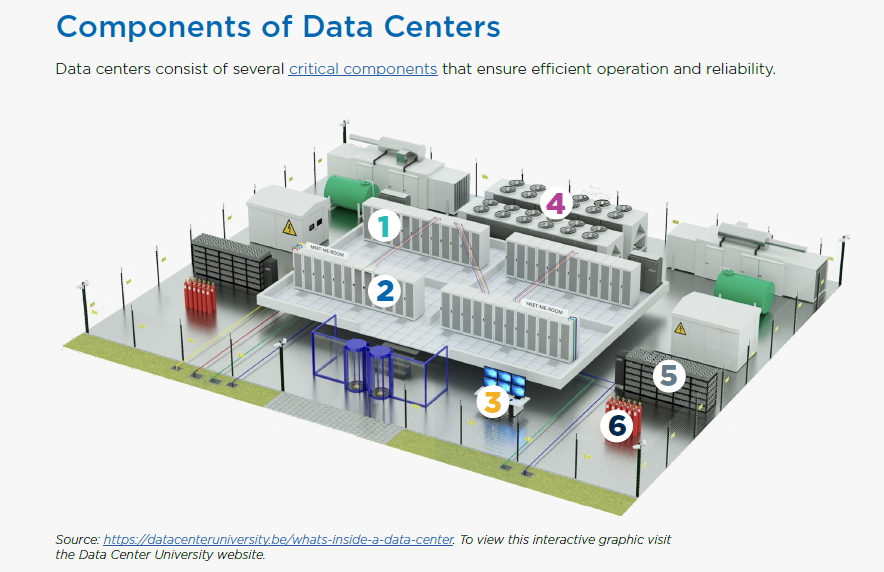 Components of Data Centers
Data centers consist of several critical components that ensure efficient operation and reliability.
4
1
MEET-ME-ROOM
2
MEET-ME-ROOM
5
3
6
Source: https://datacenteruniversity.be/whats-inside-a-data-center. To view this interactive graphic visit
the Data Center University website.